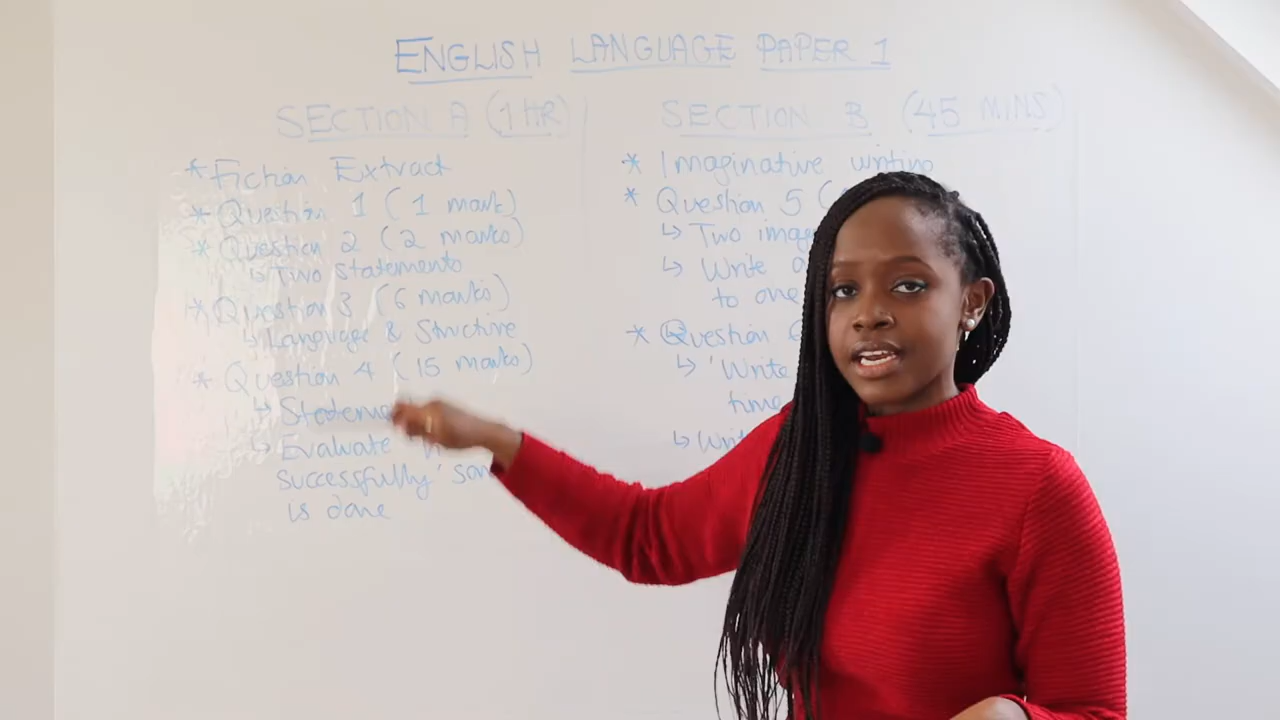 ENGLISH LANGUAGE PAPER 1
SECTION A (1 HR)
* Fiction Extract
* Question 1 (1 mark)
* Question 2 (2 marks)
↳ Two statements
* Question 3 (6 marks)
↳ Language & Structure
* Question 4 (15 marks)
↳
↳ Evaluate
successfully'
is done
SECTION B (45 MINS)
* Imaginative writing
* Question 5 (
↳ Two
↳ Write
to one
* Question
↳ 'Write
time
↳